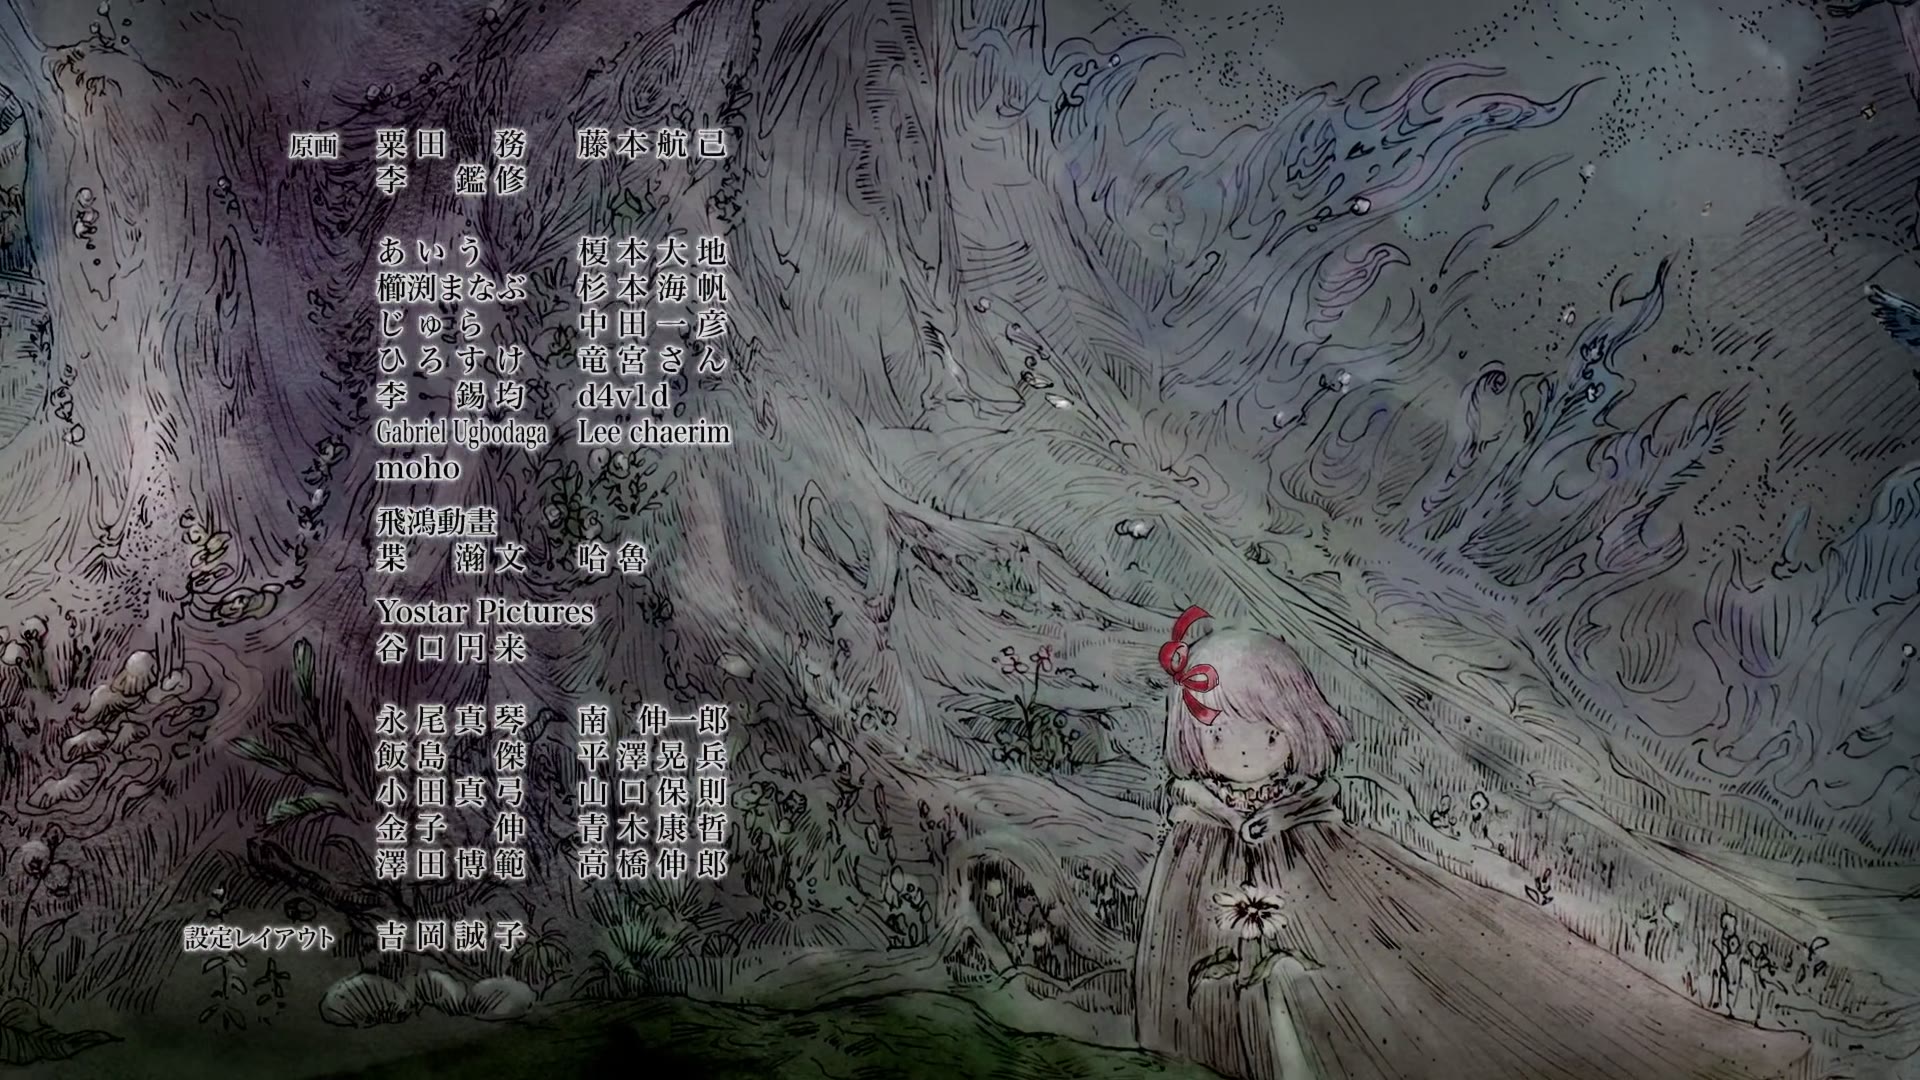 原画 粟田 務 藤本航己
李 鑑修
あいう 榎本大地
櫛渕まなぶ 杉本海帆
じゅら 中田一彦
ひろすけ 竜宮さん
李 錫均 d4v1d
Gabriel Ugbodaga Lee chaerim
moho
飛鴻動畫
枼 瀚文 哈魯
Yostar Pictures
谷口円来
永尾真琴 南 伸一郎
飯島 傑 平澤晃兵
小田真弓 山口保則
金子 伸 青木康哲
澤田博範 高橋伸郎
設定レイアウト 吉岡誠子